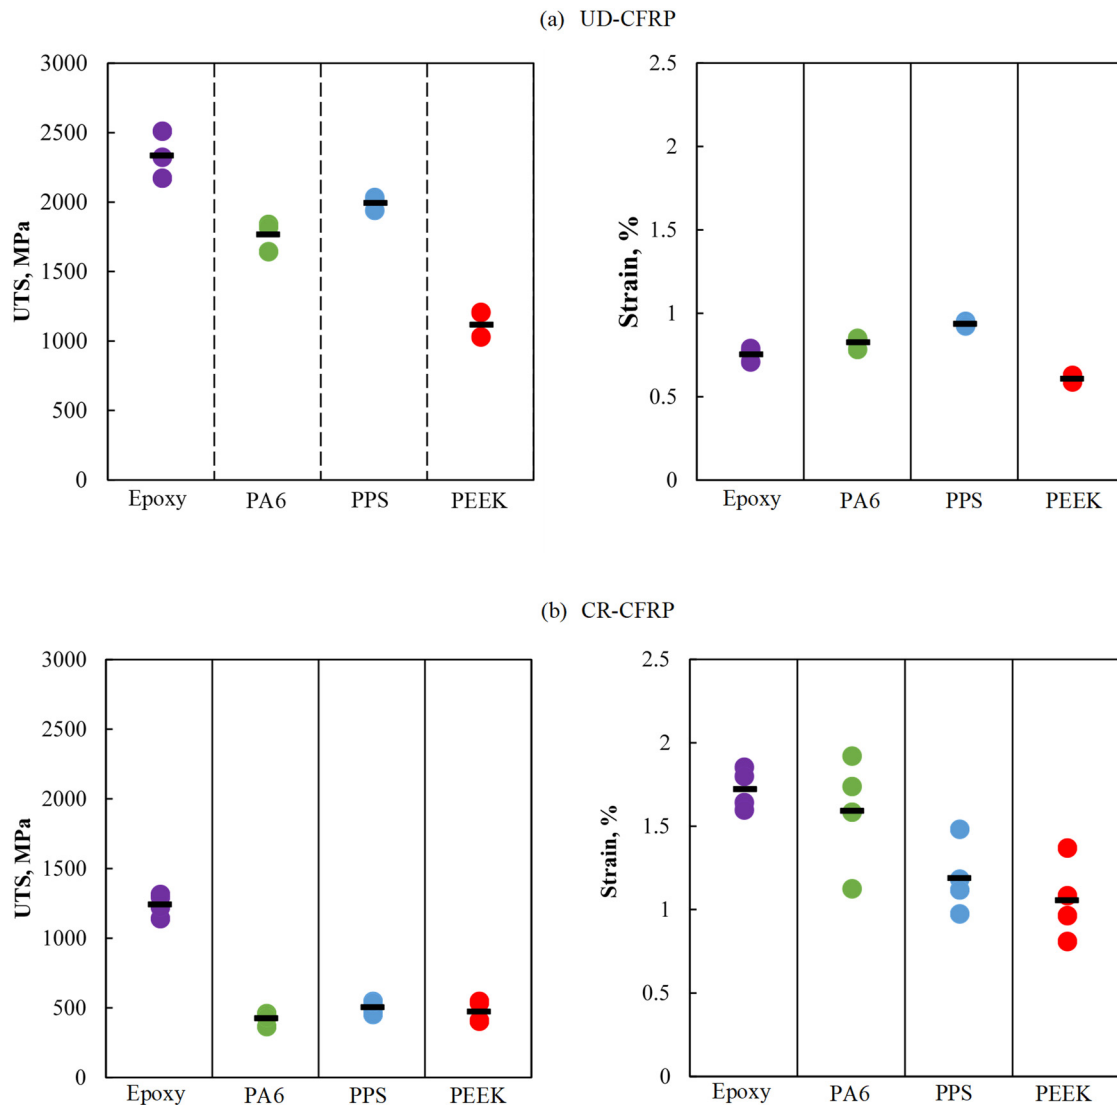 (a) UD-CFRP
UTS, MPa
3000
2500
2000
1500
1000
500
0
Epoxy PA6 PPS PEEK
Strain, %
2.5
2
1.5
1
0.5
0
Epoxy PA6 PPS PEEK
(b) CR-CFRP
UTS, MPa
3000
2500
2000
1500
1000
500
0
Epoxy PA6 PPS PEEK
Strain, %
2.5
2
1.5
1
0.5
0
Epoxy PA6 PPS PEEK